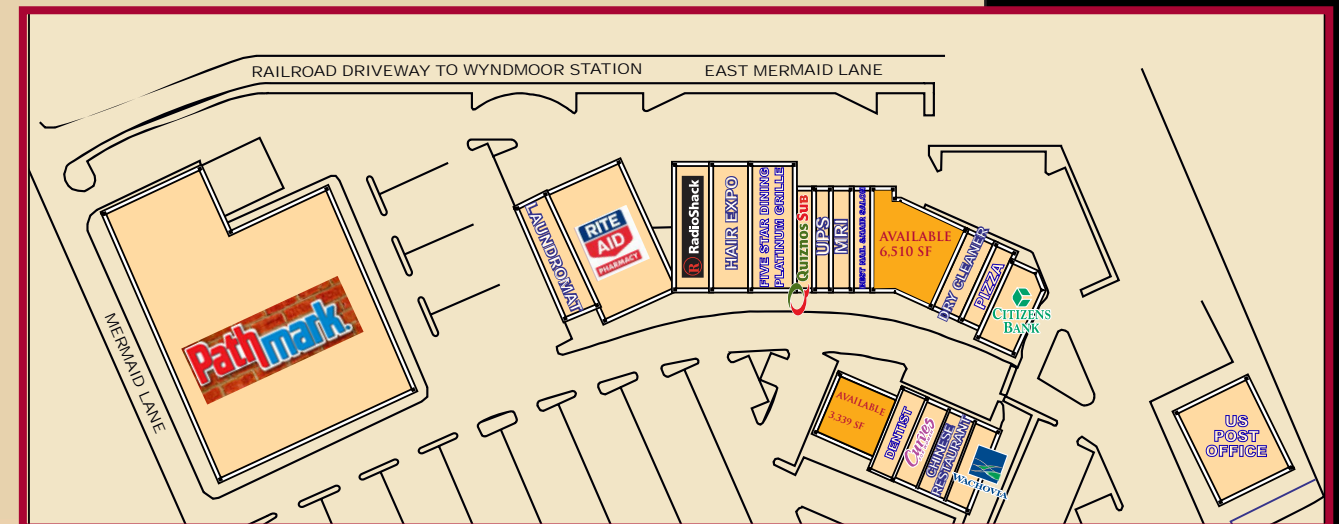 RAILROAD DRIVEWAY TO WYNDMOOR STATION
EAST MERMAID LANE
MERMAID LANE
Pathmark.
LAUNDROMAT
RITE
AID
PHARMACY
R RadioShack
HAIR EXPO
FIVE STAR DINING
PLATINUM GRILLE
Quiznos Sub
UPS
MRI
AVAILABLE
6,510 SF
DRY CLEANER
PIZZA
CITIZENS
BANK
AVAILABLE
3,339 SF
DENTIST
Curves
CHINESE
RESTAURANT
WACHOVIA
US
POST
OFFICE